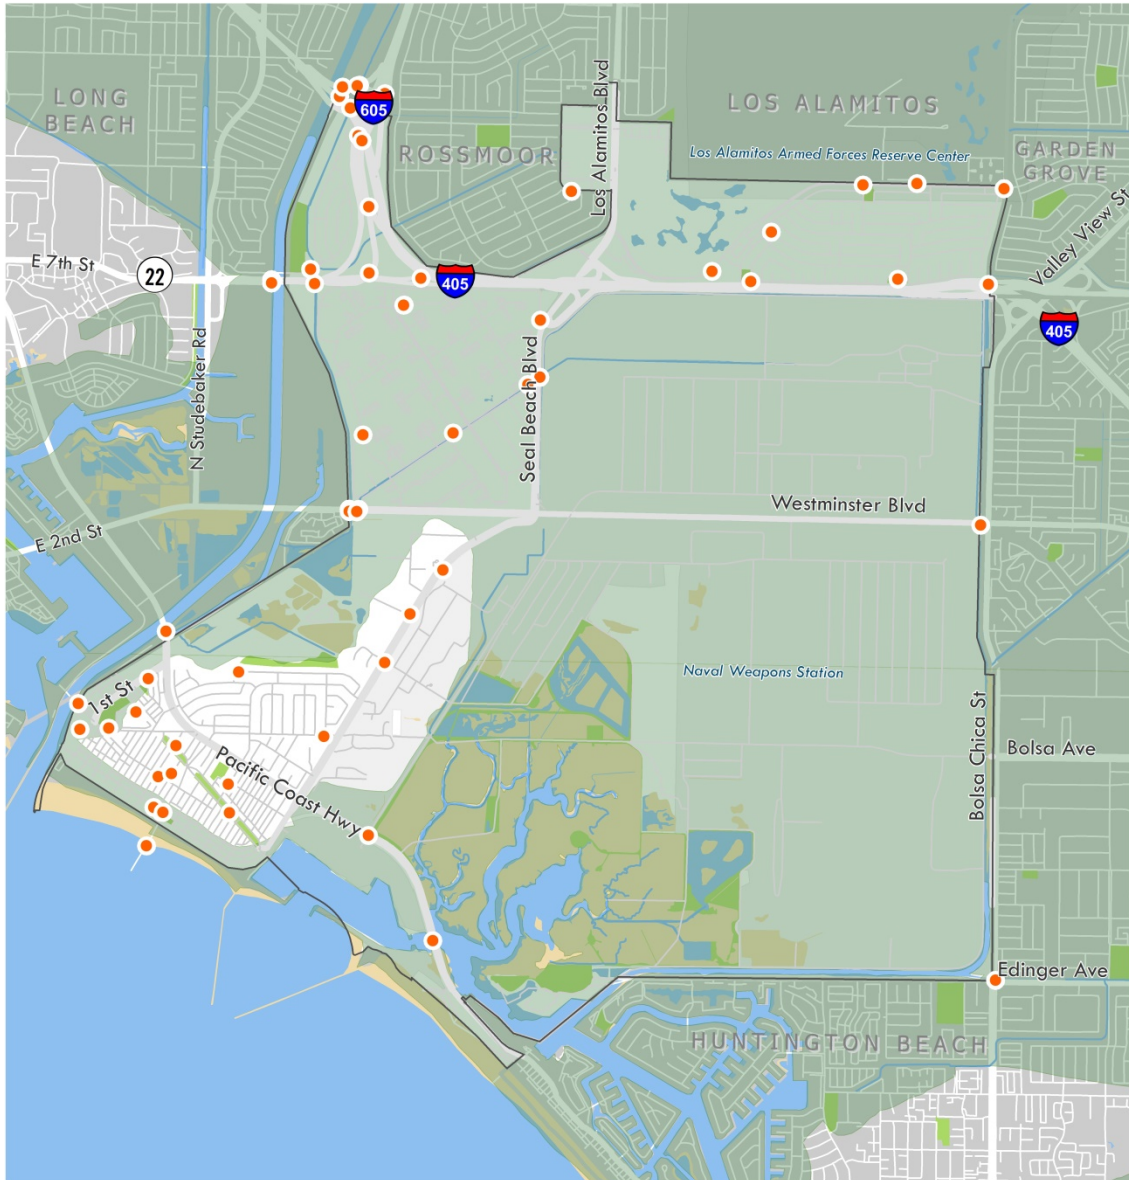 LONG
BEACH
605
LOS ALAMITOS
Los Alamitos Blvd
ROSSMOOR
Los Alamitos Armed Forces Reserve Center
GARDEN
GROVE
Valley View St
E 7th St
22
405
405
N Studebaker Rd
Seal Beach Blvd
Westminster Blvd
E 2nd St
Naval Weapons Station
1st St
Bolsa Chica St
Bolsa Ave
Pacific Coast Hwy
Edinger Ave
HUNTINGTON BEACH